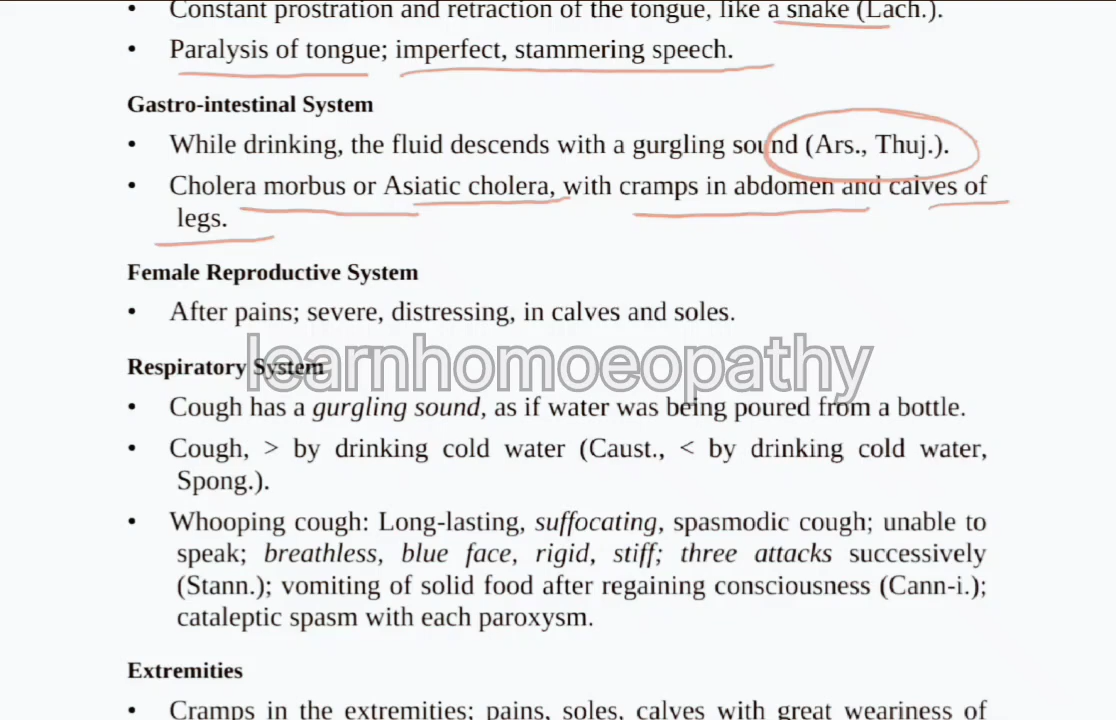 • Constant prostration and retraction of the tongue, like a snake (Lach.).
• Paralysis of tongue; imperfect, stammering speech.
Gastro-intestinal System
• While drinking, the fluid descends with a gurgling sound (Ars., Thuj.).
• Cholera morbus or Asiatic cholera, with cramps in abdomen and calves of
legs.
Female Reproductive System
• After pains; severe, distressing, in calves and soles.
learnhomoeopathy
Respiratory System
• Cough has a gurgling sound, as if water was being poured from a bottle.
• Cough, > by drinking cold water (Caust., < by drinking cold water,
Spong.).
• Whooping cough: Long-lasting, suffocating, spasmodic cough; unable to
speak; breathless, blue face, rigid, stiff; three attacks successively
(Stann.); vomiting of solid food after regaining consciousness (Cann-i.);
cataleptic spasm with each paroxysm.
Extremities
• Cramps in the extremities; pains, soles, calves with great weariness of